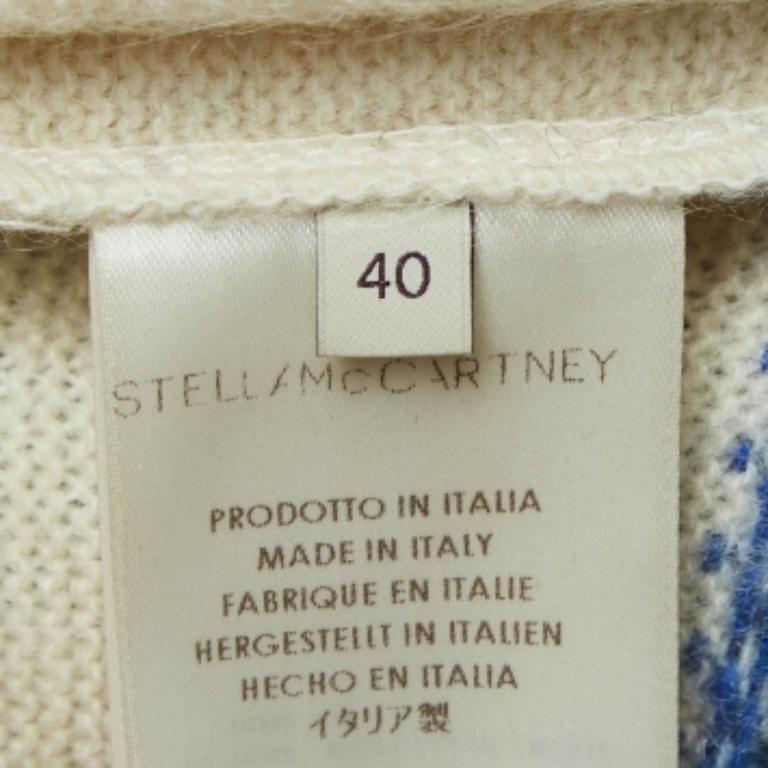 40
STELLA McCARTNEY
PRODOTTO IN ITALIA
MADE IN ITALY
FABRIQUE EN ITALIE
HERGESTELLT IN ITALIEN
HECHO EN ITALIA
イタリア製